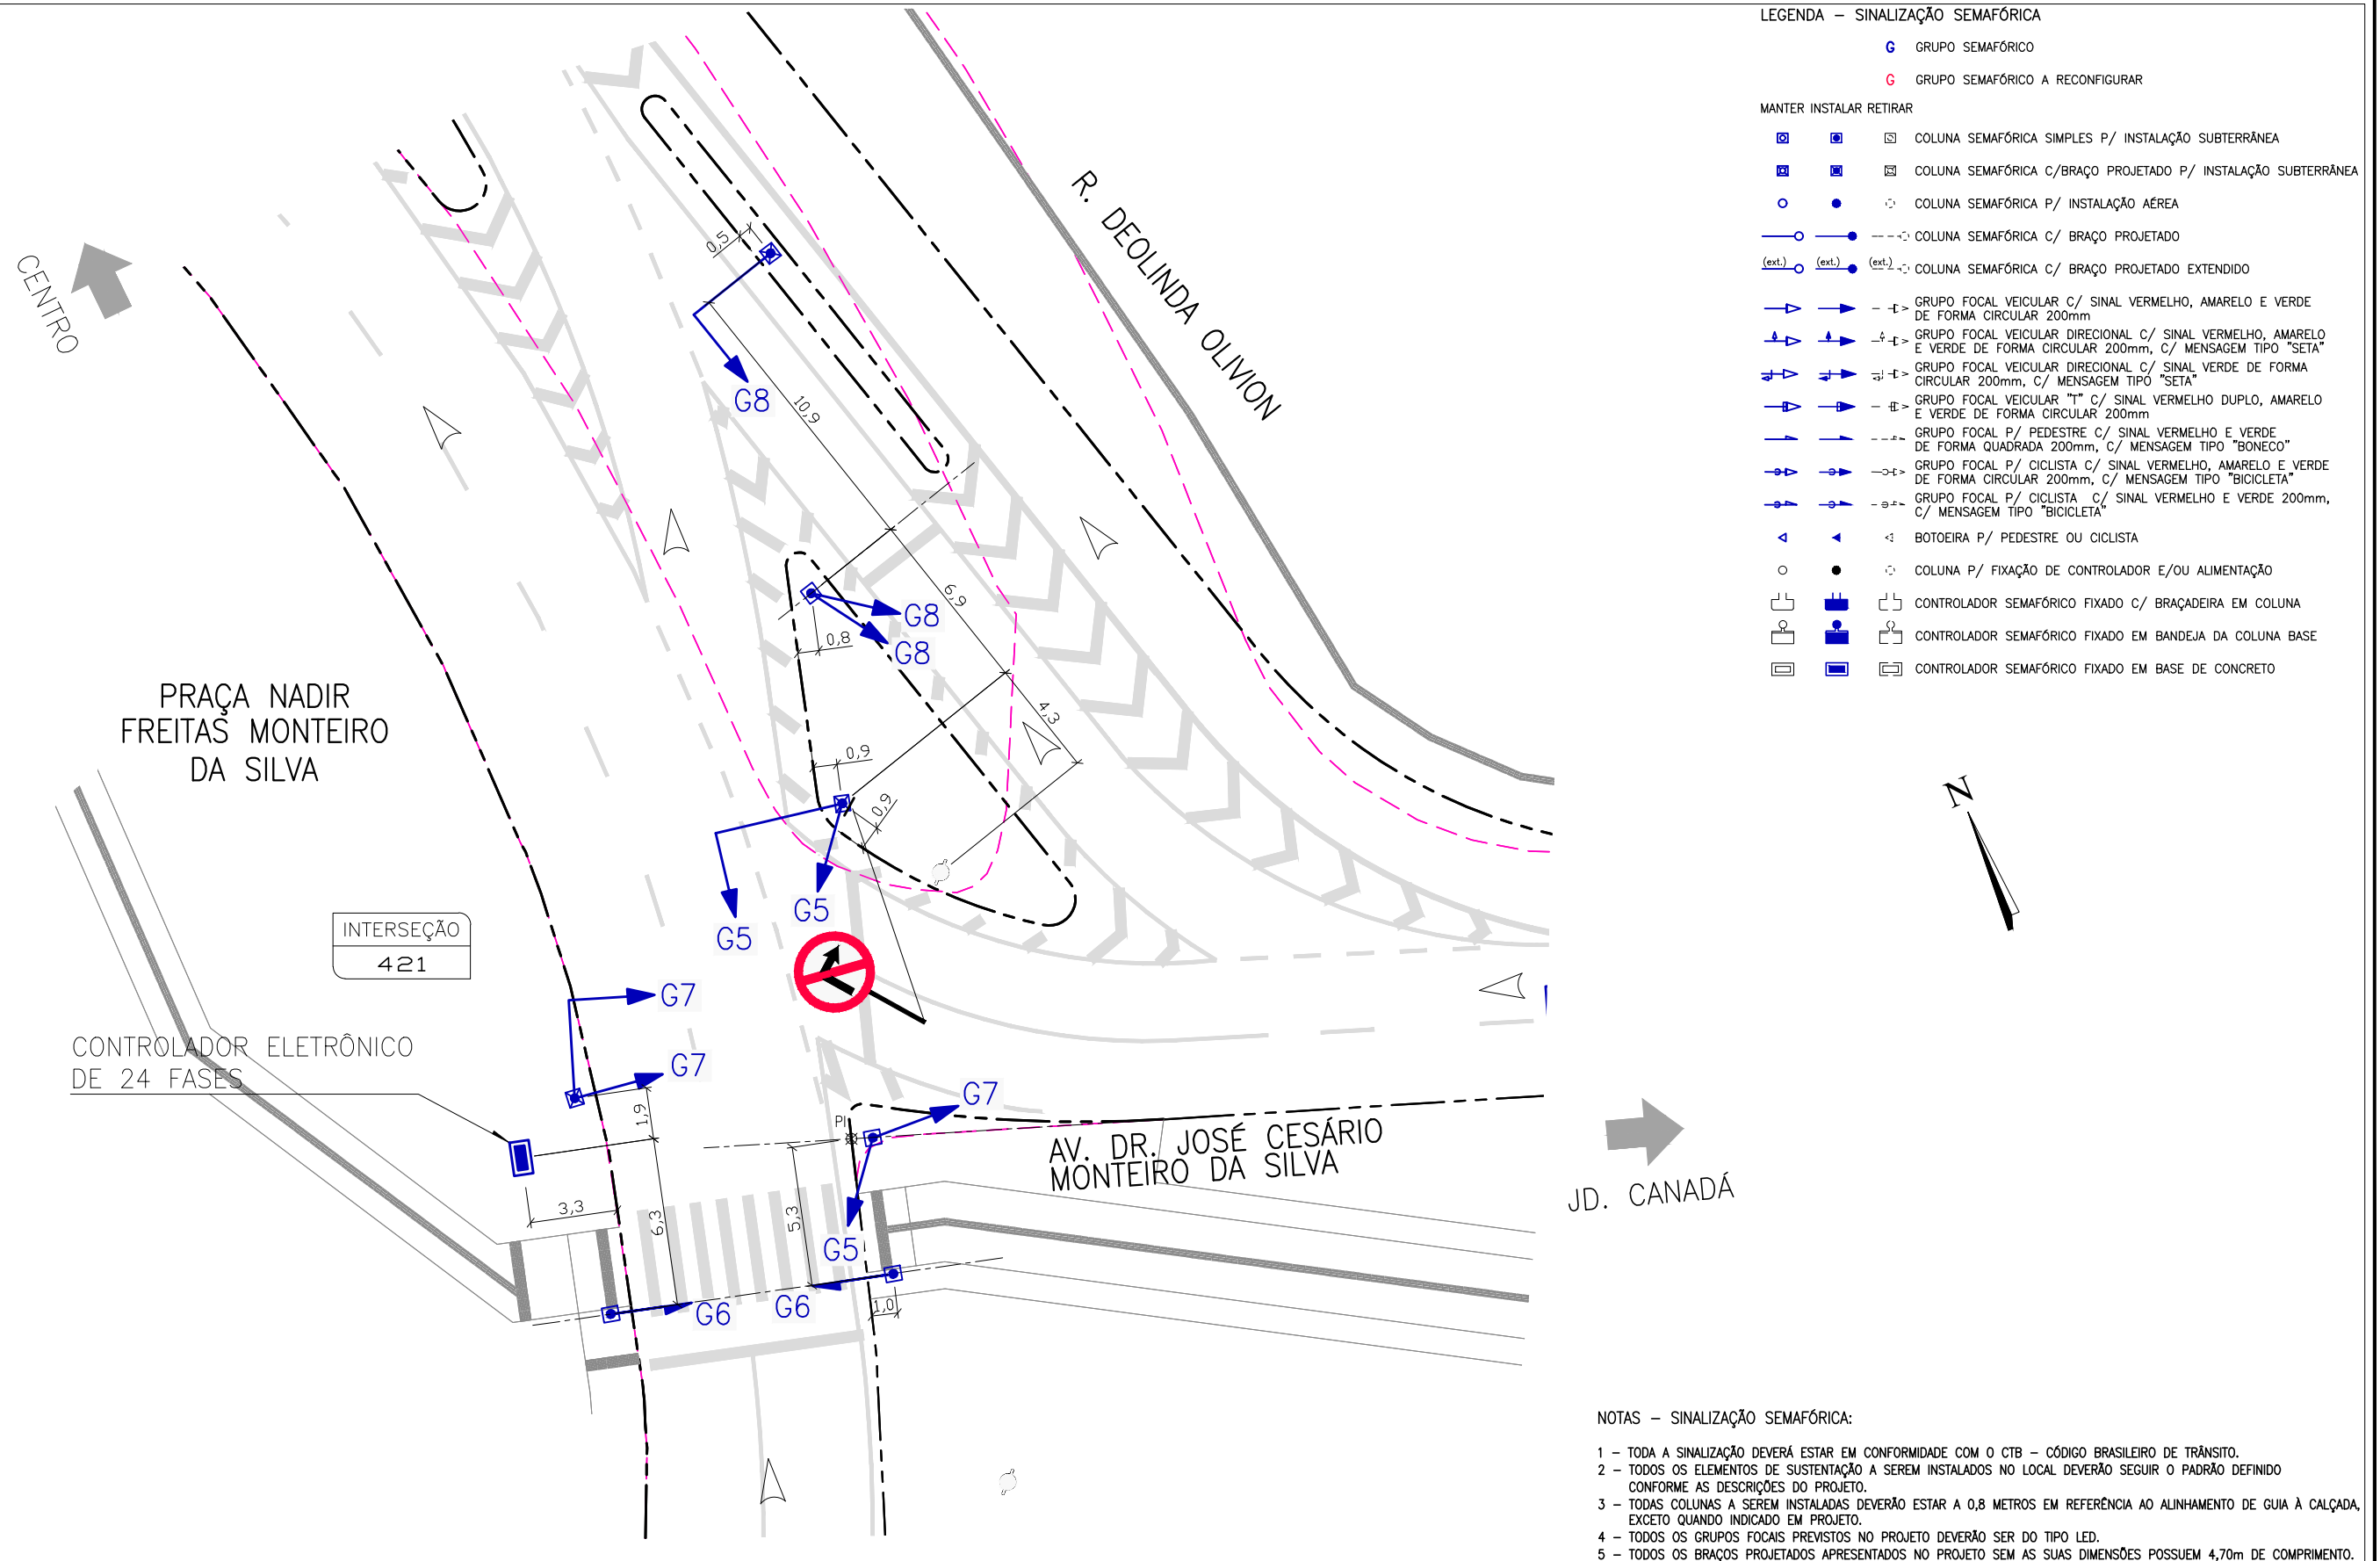 LEGENDA – SINALIZAÇÃO SEMAFÓRICA
G GRUPO SEMAFÓRICO
G GRUPO SEMAFÓRICO A RECONFIGURAR
MANTER INSTALAR RETIRAR
COLUNA SEMAFÓRICA SIMPLES P/ INSTALAÇÃO SUBTERRÂNEA
COLUNA SEMAFÓRICA C/BRAÇO PROJETADO P/ INSTALAÇÃO SUBTERRÂNEA
COLUNA SEMAFÓRICA P/ INSTALAÇÃO AÉREA
COLUNA SEMAFÓRICA C/ BRAÇO PROJETADO
(ext.) (ext.) (ext.) COLUNA SEMAFÓRICA C/ BRAÇO PROJETADO EXTENDIDO
GRUPO FOCAL VEICULAR C/ SINAL VERMELHO, AMARELO E VERDE
DE FORMA CIRCULAR 200mm
GRUPO FOCAL VEICULAR DIRECIONAL C/ SINAL VERMELHO, AMARELO
E VERDE DE FORMA CIRCULAR 200mm, C/ MENSAGEM TIPO "SETA"
GRUPO FOCAL VEICULAR DIRECIONAL C/ SINAL VERDE DE FORMA
CIRCULAR 200mm, C/ MENSAGEM TIPO "SETA"
GRUPO FOCAL VEICULAR "T" C/ SINAL VERMELHO DUPLO, AMARELO
E VERDE DE FORMA CIRCULAR 200mm
GRUPO FOCAL P/ PEDESTRE C/ SINAL VERMELHO E VERDE
DE FORMA QUADRADA 200mm, C/ MENSAGEM TIPO "BONECO"
GRUPO FOCAL P/ CICLISTA C/ SINAL VERMELHO, AMARELO E VERDE
DE FORMA CIRCULAR 200mm, C/ MENSAGEM TIPO "BICICLETA"
GRUPO FOCAL P/ CICLISTA C/ SINAL VERMELHO E VERDE 200mm,
C/ MENSAGEM TIPO "BICICLETA"
BOTOEIRA P/ PEDESTRE OU CICLISTA
COLUNA P/ FIXAÇÃO DE CONTROLADOR E/OU ALIMENTAÇÃO
CONTROLADOR SEMAFÓRICO FIXADO C/ BRAÇADEIRA EM COLUNA
CONTROLADOR SEMAFÓRICO FIXADO EM BANDEJA DA COLUNA BASE
CONTROLADOR SEMAFÓRICO FIXADO EM BASE DE CONCRETO
CENTRO
R. DEOLINDA OLIVION
0,5
G8
10,9
6,9
G8
G8
0,8
4,3
PRAÇA NADIR
FREITAS MONTEIRO
DA SILVA
0,9
0,9
N
G5
G5
INTERSEÇÃO
421
G7
CONTROLADOR ELETRÔNICO
DE 24 FASES
G7
G7
1,9
PI
AV. DR. JOSÉ CESÁRIO
MONTEIRO DA SILVA
JD. CANADÁ
3,3
6,3
5,3
G5
G6
G6
1,0
NOTAS – SINALIZAÇÃO SEMAFÓRICA:
1 – TODA A SINALIZAÇÃO DEVERÁ ESTAR EM CONFORMIDADE COM O CTB – CÓDIGO BRASILEIRO DE TRÂNSITO.
2 – TODOS OS ELEMENTOS DE SUSTENTAÇÃO A SEREM INSTALADOS NO LOCAL DEVERÃO SEGUIR O PADRÃO DEFINIDO
CONFORME AS DESCRIÇÕES DO PROJETO.
3 – TODAS COLUNAS A SEREM INSTALADAS DEVERÃO ESTAR A 0,8 METROS EM REFERÊNCIA AO ALINHAMENTO DE GUIA À CALÇADA,
EXCETO QUANDO INDICADO EM PROJETO.
4 – TODOS OS GRUPOS FOCAIS PREVISTOS NO PROJETO DEVERÃO SER DO TIPO LED.
5 – TODOS OS BRAÇOS PROJETADOS APRESENTADOS NO PROJETO SEM AS SUAS DIMENSÕES POSSUEM 4,70m DE COMPRIMENTO.